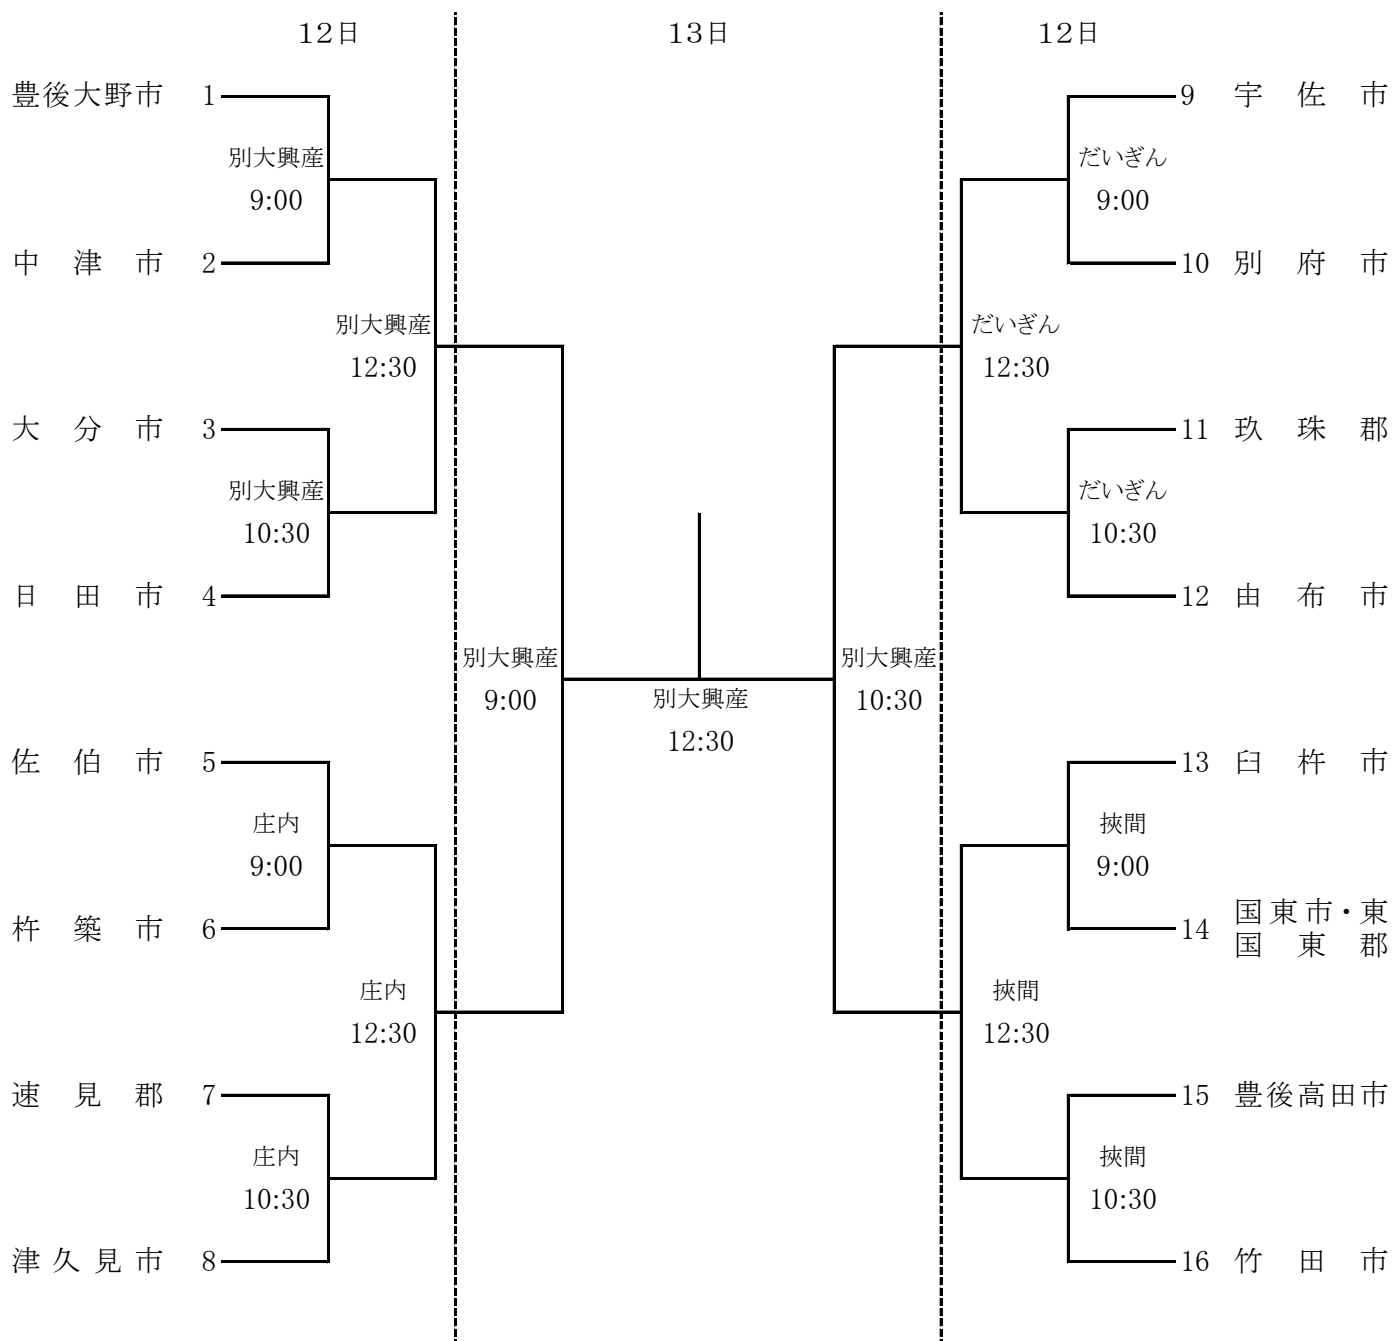 12日 13日 12日
豊後大野市 1
別大興産
9:00
中津市 2
別大興産
12:30
大分市 3
別大興産
10:30
日田市 4
佐伯市 5
庄内
9:00
杵築市 6
庄内
12:30
速見郡 7
庄内
10:30
津久見市 8
別大興産
9:00
別大興産
12:30
別大興産
10:30
9 宇佐市
だいぎん
9:00
10 別府市
だいぎん
12:30
11 玖珠郡
だいぎん
10:30
12 由布市
13 臼杵市
挾間
9:00
14 国東市・東
国東郡
挾間
12:30
15 豊後高田市
挾間
10:30
16 竹田市